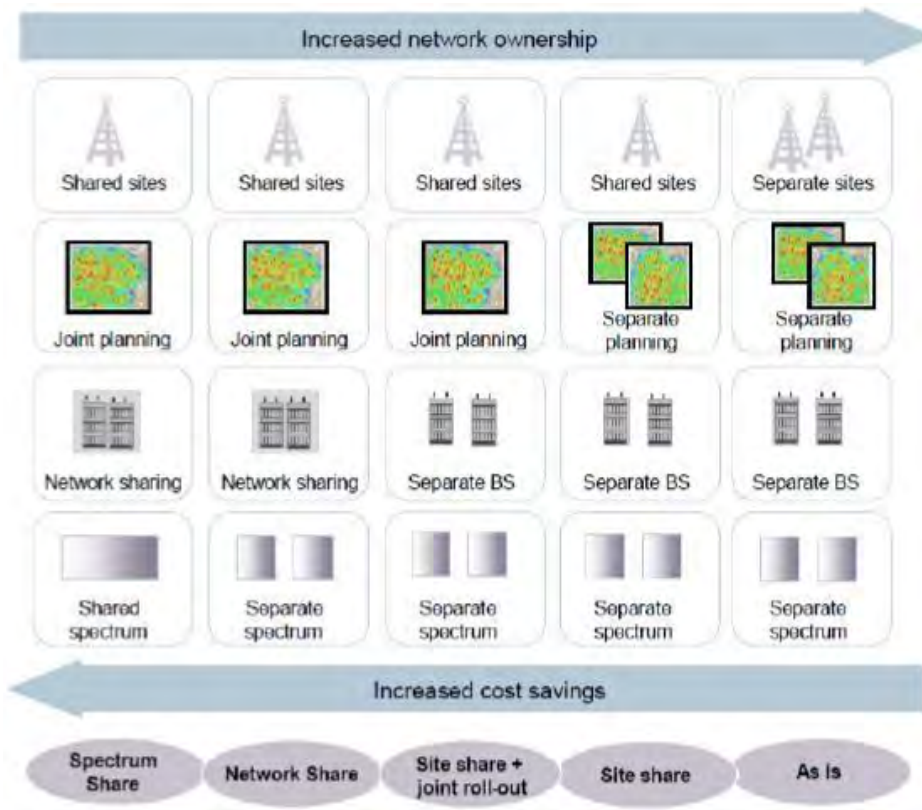 Increased network ownership
Shared sites
Shared sites
Shared sites
Shared sites
Separate sites
Joint planning
Joint planning
Joint planning
Separate
planning
Separate
planning
Network sharing
Network sharing
Separate BS
Separate BS
Separate BS
Shared
spectrum
Separate
spectrum
Separate
spectrum
Separate
spectrum
Separate
spectrum
Increased cost savings
Spectrum
Share
Network Share
Site share +
joint roll-out
Site share
As Is